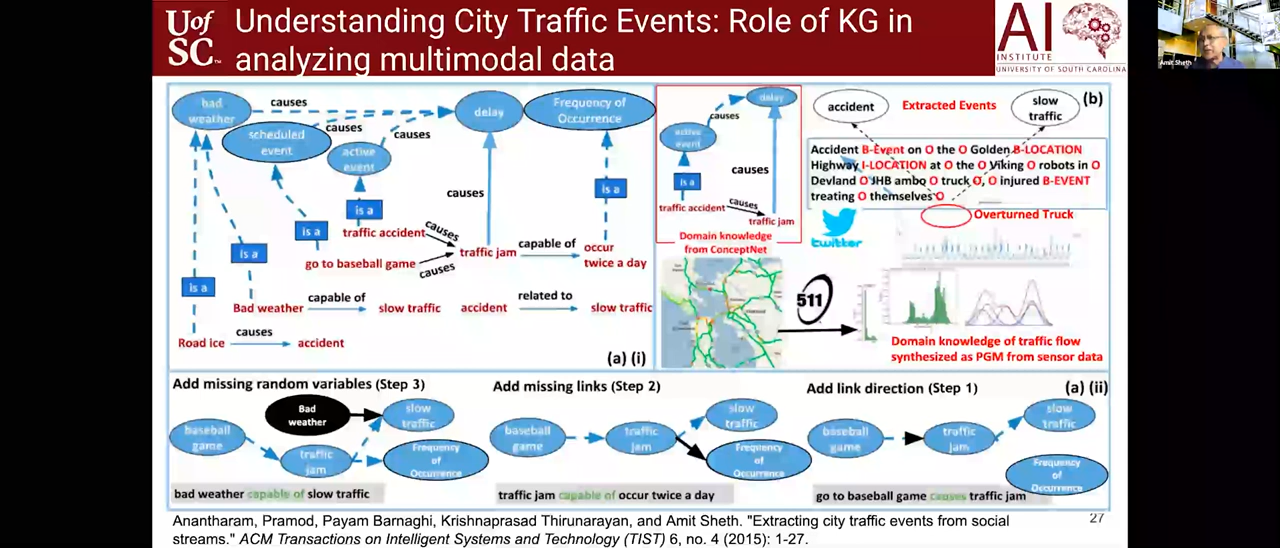 UofSC
Understanding City Traffic Events: Role of KG in
analyzing multimodal data
AI
INSTITUTE
UNIVERSITY OF SOUTH CAROLINA
Amit Sheth
bad
weather
causes
scheduled
event
causes
active
event
causes
delay
Frequency of
Occurrence
is a
is a
is a
is a
is a
causes
traffic accident
causes
go to baseball game
causes
traffic jam
capable of
occur
twice a day
Bad weather
capable of
slow traffic
accident
related to
slow traffic
Road ice
causes
accident
(a) (i)
delay
causes
active
event
is a
causes
traffic accident
causes
traffic jam
Domain knowledge
from ConceptNet
accident
Extracted Events
slow
traffic
(b)
Accident B-Event on O the O Golden B-LOCATION
Highway I-LOCATION at O the O Viking O robots in O
Devland O JHB ambo O truck O, O injured B-EVENT
treating O themselves O
twitter
Overturned Truck
511
Domain knowledge of traffic flow
synthesized as PGM from sensor data
Add missing random variables (Step 3)
Bad
weather
slow
traffic
baseball
game
traffic
jam
Frequency
of
Occurrence
bad weather capable of slow traffic
Add missing links (Step 2)
slow
traffic
baseball
game
traffic
jam
Frequency
of
Occurrence
traffic jam capable of occur twice a day
Add link direction (Step 1)
(a) (ii)
slow
traffic
baseball
game
traffic
jam
Frequency
of
Occurrence
go to baseball game causes traffic jam
Anantharam, Pramod, Payam Barnaghi, Krishnaprasad Thirunarayan, and Amit Sheth. "Extracting city traffic events from social
streams." ACM Transactions on Intelligent Systems and Technology (TIST) 6, no. 4 (2015): 1-27.
27